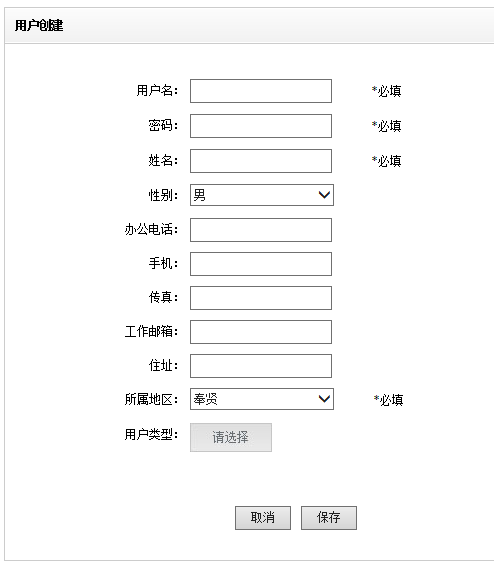 用户创建
用户名： *必填
密码： *必填
姓名： *必填
性别： 男
办公电话：
手机：
传真：
工作邮箱：
住址：
所属地区： 奉贤 *必填
用户类型： 请选择
取消 保存